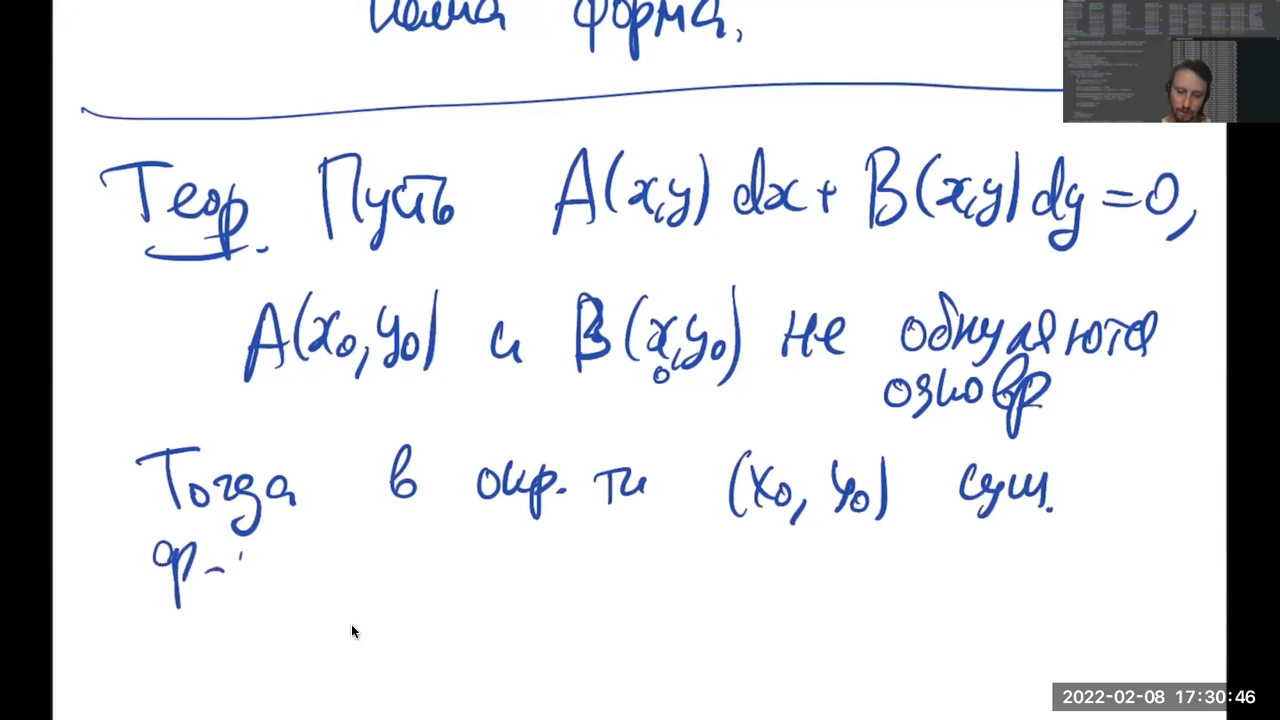 форма,
Теор. Пусть A(x,y) dx + B(x,y) dy = 0,
A(x₀, y₀) и B(x₀, y₀) не обнуляются
одновр
Тогда в окр. тч (x₀, y₀) сущ.
ф-
2022-02-08 17:30:46